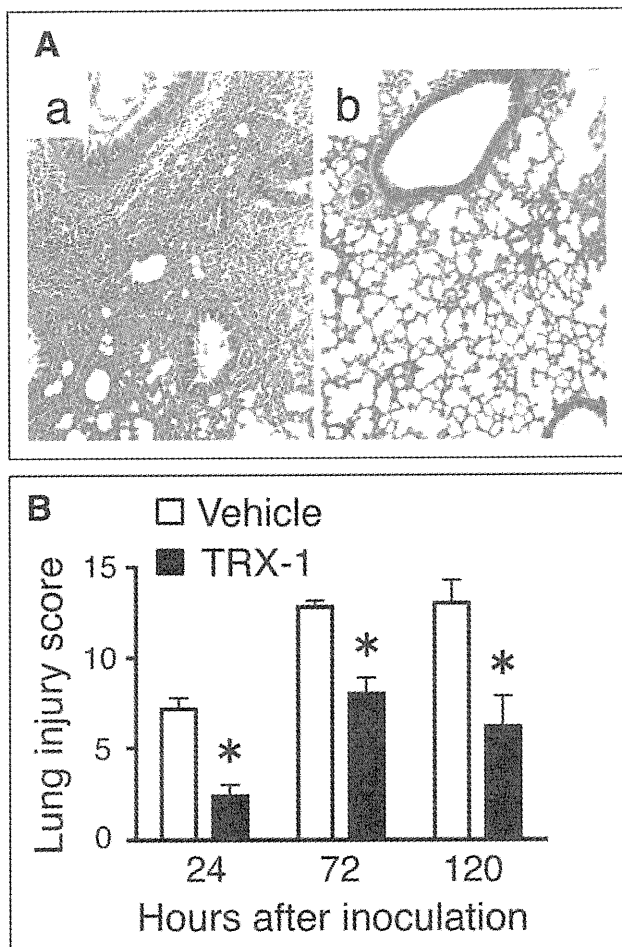 A
a b
B
Vehicle
TRX-1
Lung injury score
15
10
5
0
*
*
*
24 72 120
Hours after inoculation